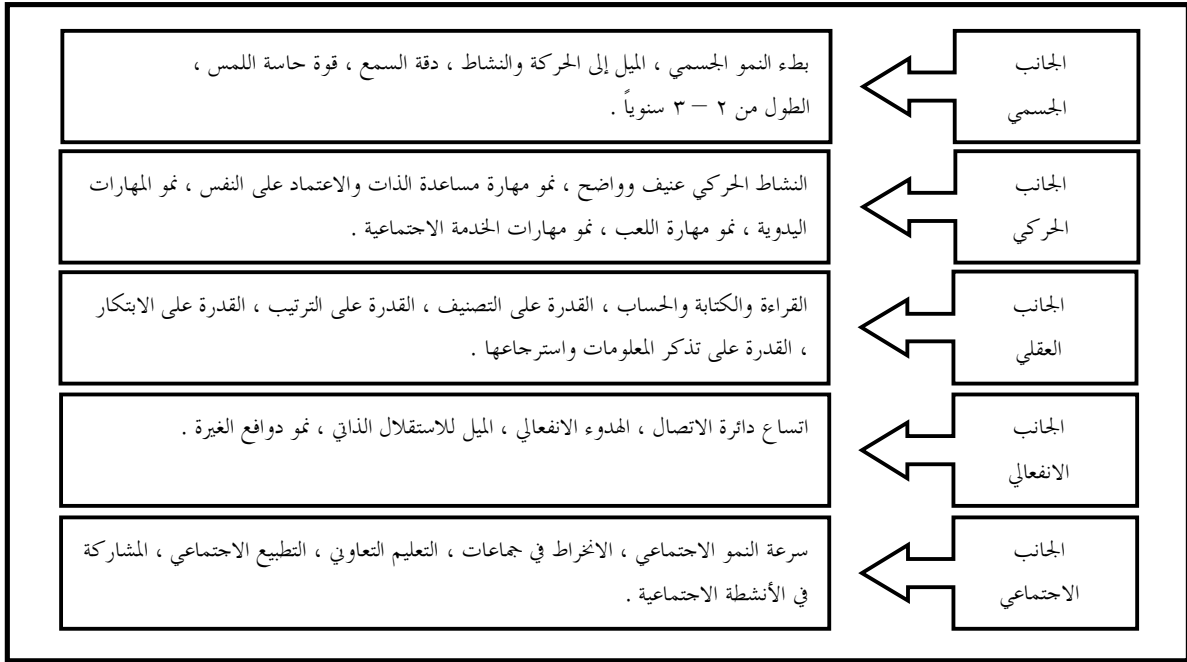 الجانب
الجسمي
بطء النمو الجسمي ، الميل إلى الحركة والنشاط ، دقة السمع ، قوة حاسة اللمس ،
الطول من ٢ – ٣ سنوياً .
الجانب
الحركي
النشاط الحركي عنيف وواضح ، نمو مهارة مساعدة الذات والاعتماد على النفس ، نمو المهارات
اليدوية ، نمو مهارة اللعب ، نمو مهارات الخدمة الاجتماعية .
الجانب
العقلي
القراءة والكتابة والحساب ، القدرة على التصنيف ، القدرة على الترتيب ، القدرة على الابتكار
، القدرة على تذكر المعلومات واسترجاعها .
الجانب
الانفعالي
اتساع دائرة الاتصال ، الهدوء الانفعالي ، الميل للاستقلال الذاتي ، نمو دوافع الغيرة .
الجانب
الاجتماعي
سرعة النمو الاجتماعي ، الانخراط في جماعات ، التعليم التعاوني ، التطبيع الاجتماعي ، المشاركة
في الأنشطة الاجتماعية .